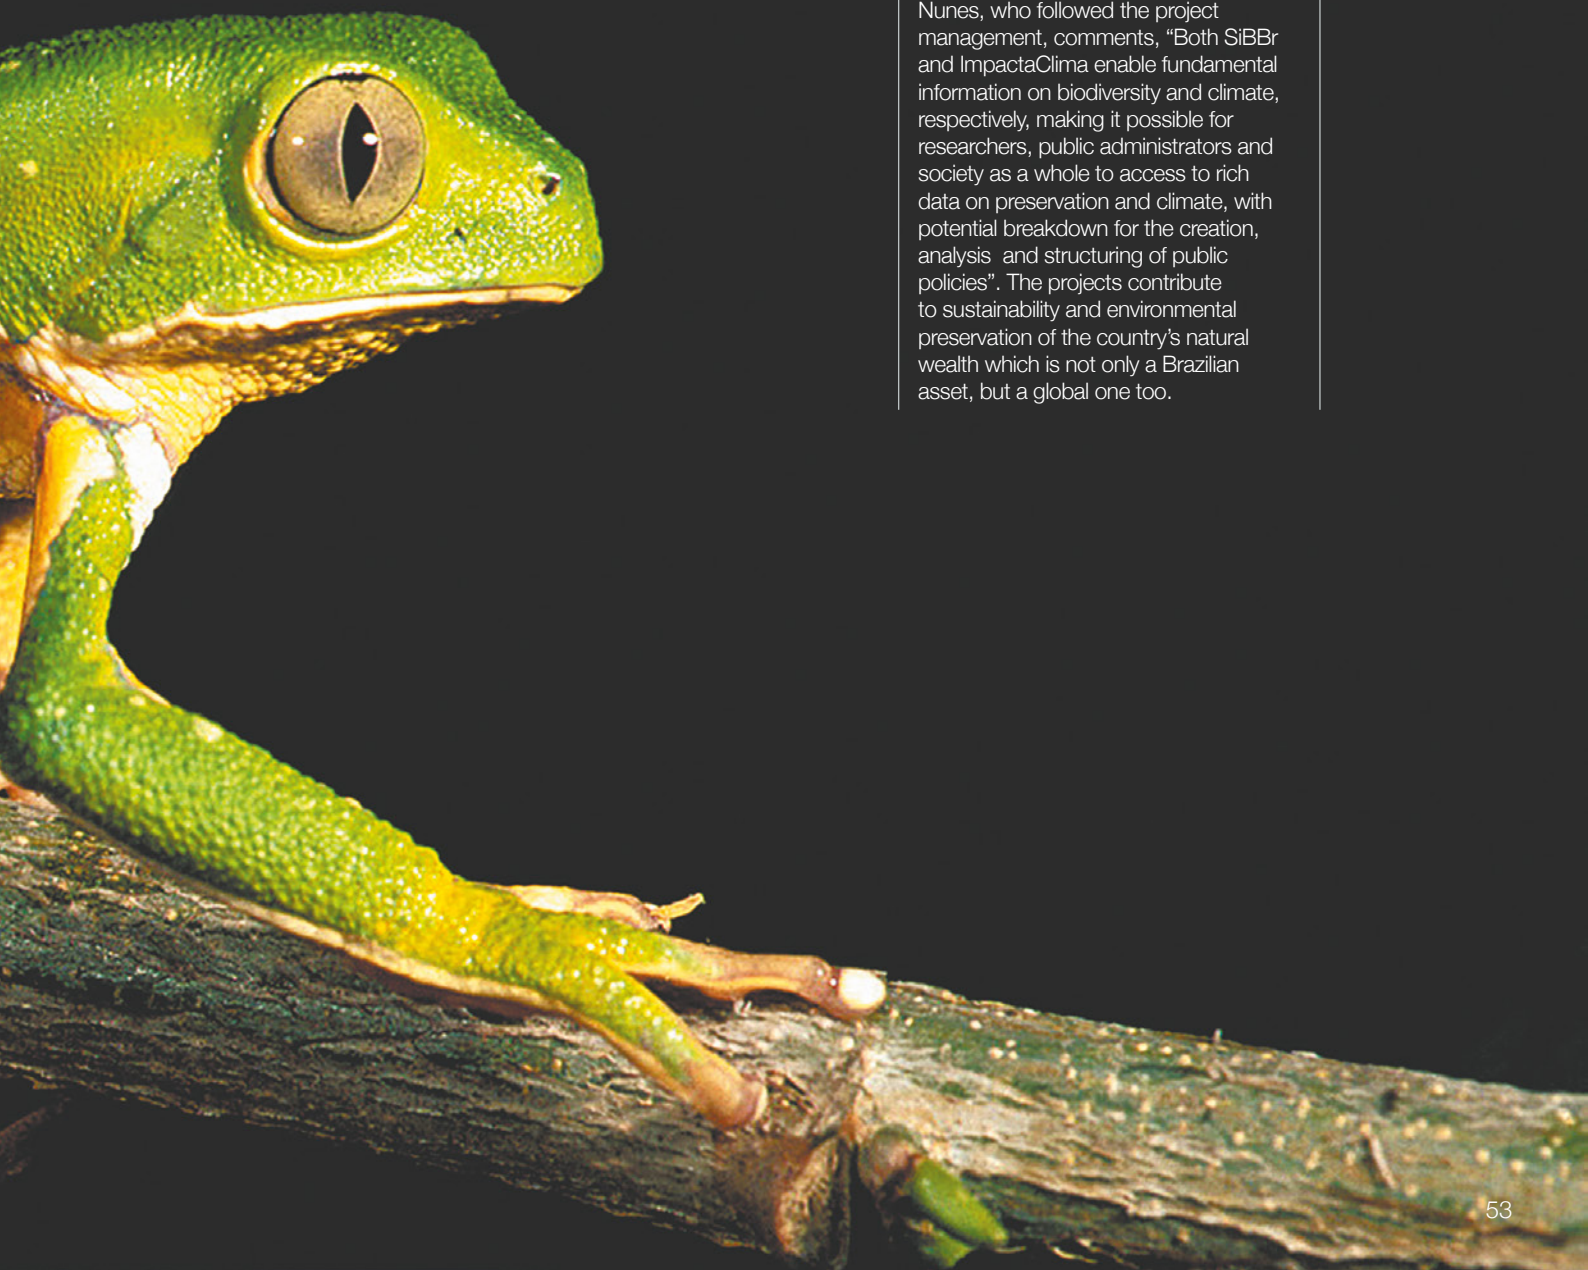 Nunes, who followed the project
management, comments, “Both SiBBr
and ImpactaClima enable fundamental
information on biodiversity and climate,
respectively, making it possible for
researchers, public administrators and
society as a whole to access to rich
data on preservation and climate, with
potential breakdown for the creation,
analysis  and structuring of public
policies”. The projects contribute
to sustainability and environmental
preservation of the country’s natural
wealth which is not only a Brazilian
asset, but a global one too.
53